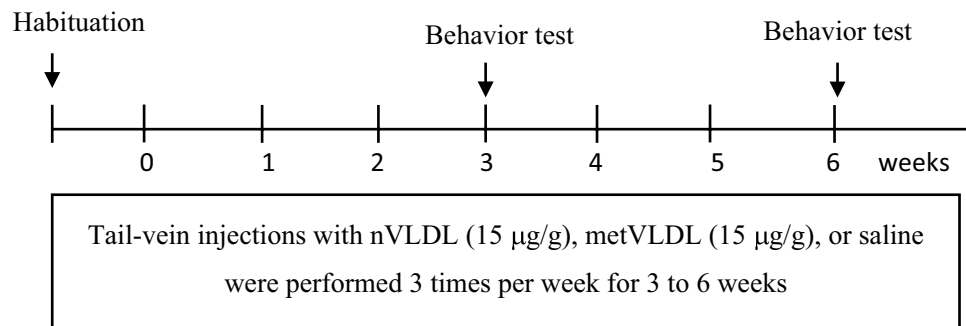 Habituation
Behavior test
Behavior test
0 1 2 3 4 5 6 weeks
Tail-vein injections with nVLDL (15 μg/g), metVLDL (15 μg/g), or saline
were performed 3 times per week for 3 to 6 weeks